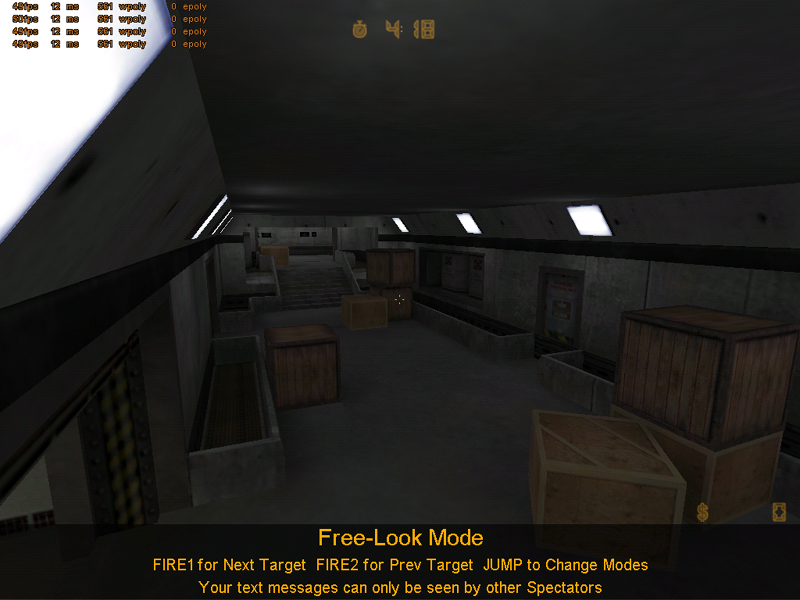 49fps 12 ms 561 wpoly 0 epoly
50fps 12 ms 561 wpoly 0 epoly
49fps 12 ms 561 wpoly 0 epoly
49fps 12 ms 561 wpoly 0 epoly
4:18
$
Free-Look Mode
FIRE1 for Next Target FIRE2 for Prev Target JUMP to Change Modes
Your text messages can only be seen by other Spectators